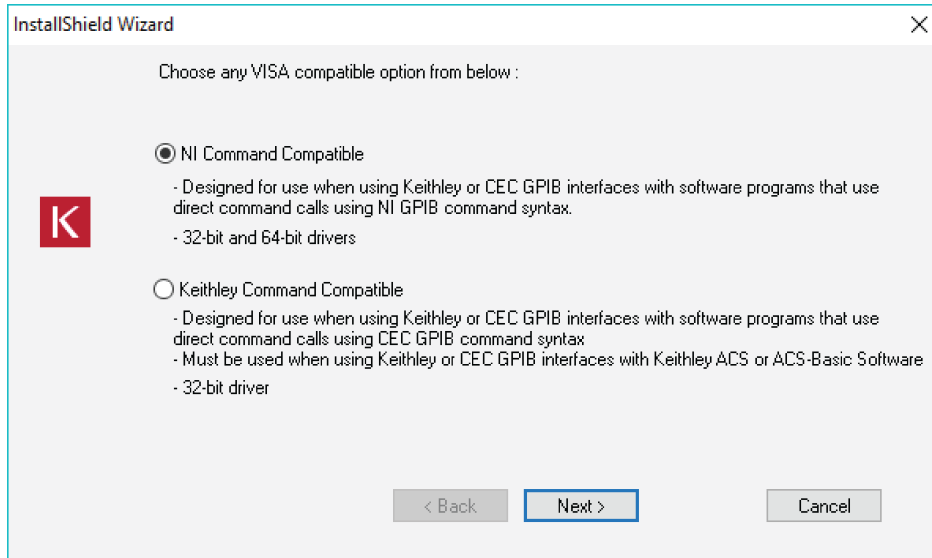 InstallShield Wizard
Choose any VISA compatible option from below :
NI Command Compatible
- Designed for use when using Keithley or CEC GPIB interfaces with software programs that use
direct command calls using NI GPIB command syntax.
- 32-bit and 64-bit drivers
K
Keithley Command Compatible
- Designed for use when using Keithley or CEC GPIB interfaces with software programs that use
direct command calls using CEC GPIB command syntax
- Must be used when using Keithley or CEC GPIB interfaces with Keithley ACS or ACS-Basic Software
- 32-bit driver
< Back
Next >
Cancel